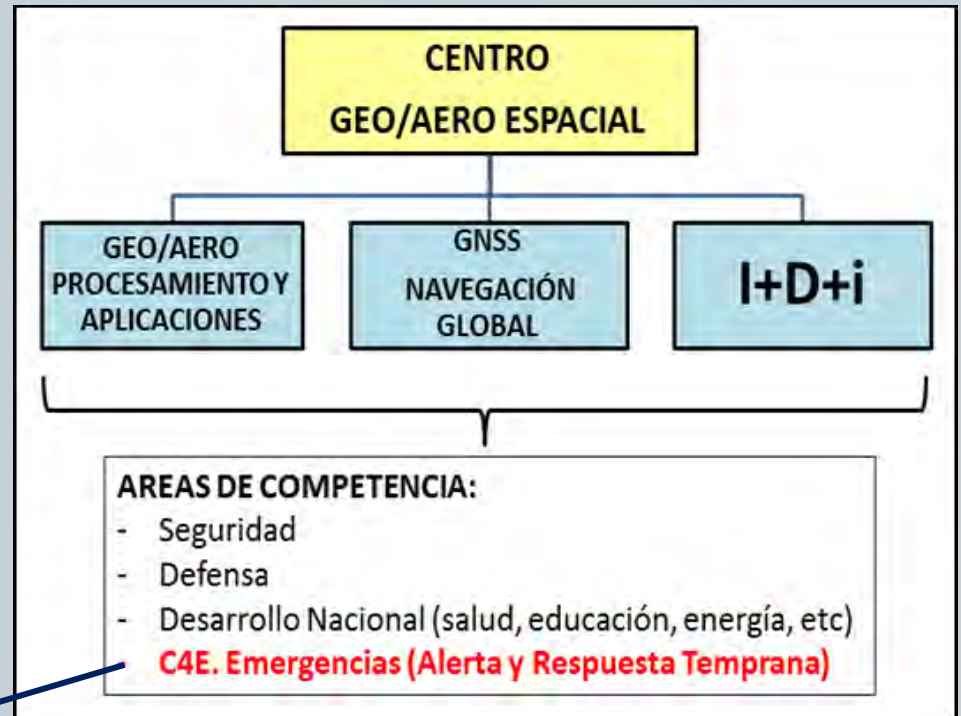 CENTRO
GEO/AERO ESPACIAL
GEO/AERO
PROCESAMIENTO Y
APLICACIONES
GNSS
NAVEGACIÓN
GLOBAL
I+D+i
AREAS DE COMPETENCIA:
- Seguridad
- Defensa
- Desarrollo Nacional (salud, educación, energía, etc)
- C4E. Emergencias (Alerta y Respuesta Temprana)